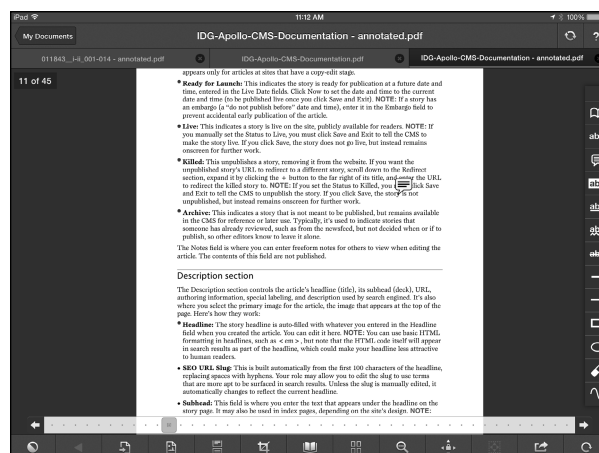 iPad
11:12 AM
100%
My Documents
IDG-Apollo-CMS-Documentation - annotated.pdf
011843__i-ii_001-014 - annotated.pdf
IDG-Apollo-CMS-Documentation.pdf
IDG-Apollo-CMS-Documentation - annotated.pdf
11 of 45
appears only for articles at sites that have a copy-edit stage.
• Ready for Launch: This indicates the story is ready for publication at a future date and
time, entered in the Live Date fields. Click Now to set the date and time to the current
date and time (to be published live once you click Save and Exit). NOTE: If a story has
an embargo (a “do not publish before” date and time), enter it in the Embargo field to
prevent accidental early publication of the article.
• Live: This indicates a story is live on the site, publicly available for readers. NOTE: If
you manually set the Status to Live, you must click Save and Exit to tell the CMS to
make the story live. If you click Save, the story does not go live, but instead remains
onscreen for further work.
• Killed: This unpublishes a story, removing it from the website. If you want the
unpublished story's URL to redirect to a different story, scroll down to the Redirect
section, expand it by clicking the + button to the far right of its title, and enter the URL
to redirect the killed story to. NOTE: If you set the Status to Killed, you click Save
and Exit to tell the CMS to unpublish the story. If you click Save, the story is not
unpublished, but instead remains onscreen for further work.
• Archive: This indicates a story that is not meant to be published, but remains available
in the CMS for reference or later use. Typically, it's used to indicate stories that
someone has already reviewed, such as from the newsfeed, but not decided when or if to
publish, so other editors know to leave it alone.
The Notes field is where you can enter freeform notes for others to view when editing the
article. The contents of this field are not published.
Description section
The Description section controls the article's headline (title), its subhead (deck), URL,
authoring information, special labeling, and description used by search engined. It's also
where you select the primary image for the article, the image that appears at the top of the
page. Here's how they work:
• Headline: The story headline is auto-filled with whatever you entered in the Headline
field when you created the article. You can edit it here. NOTE: You can use basic HTML
formatting in headlines, such as < em >, but note that the HTML code itself will appear
in search results as part of the headline, which could make your headline less attractive
to human readers.
• SEO URL Slug: This is built automatically from the first 100 characters of the headline,
replacing spaces with hyphens. Your role may allow you to edit the slug to use terms
that are more apt to be surfaced in search results. Unless the slug is manually edited, it
automatically changes to reflect the current headline.
• Subhead: This field is where you enter the text that appears under the headline on the
story page. It may also be used in index pages, depending on the site's design. NOTE: